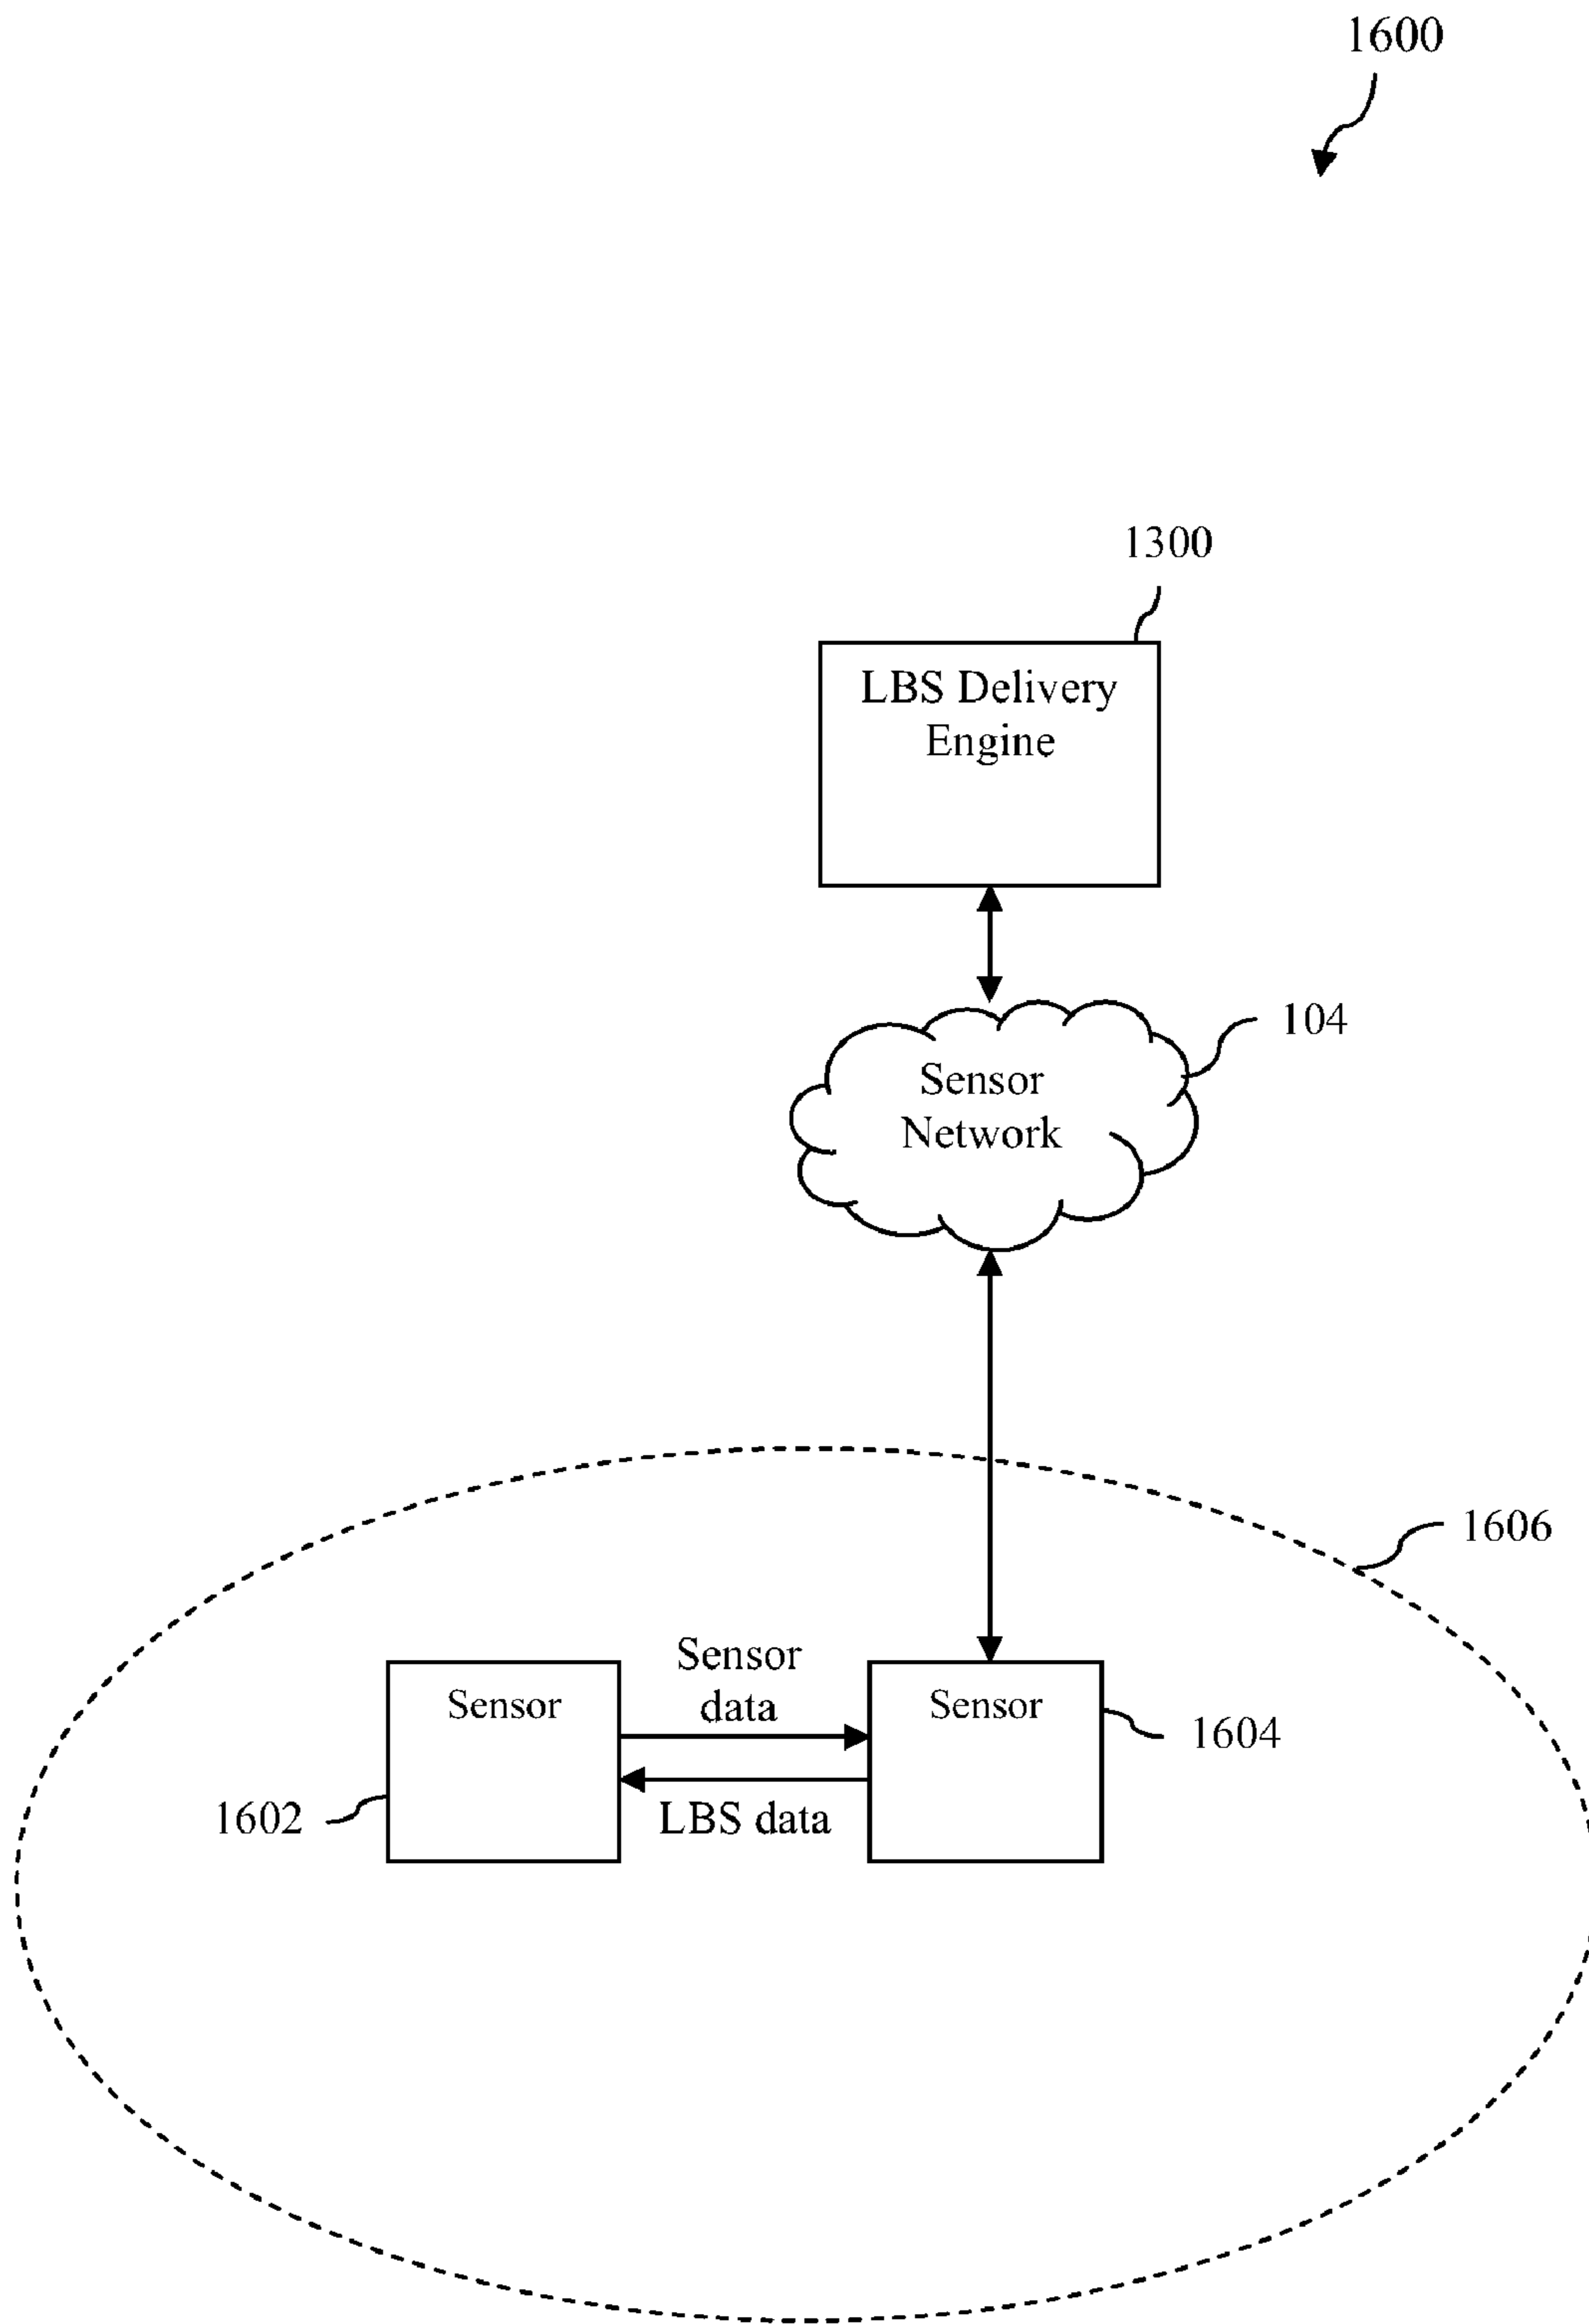 1600
1300
LBS Delivery
Engine
104
Sensor
Network
1606
Sensor
data
Sensor
Sensor
1604
1602
LBS data